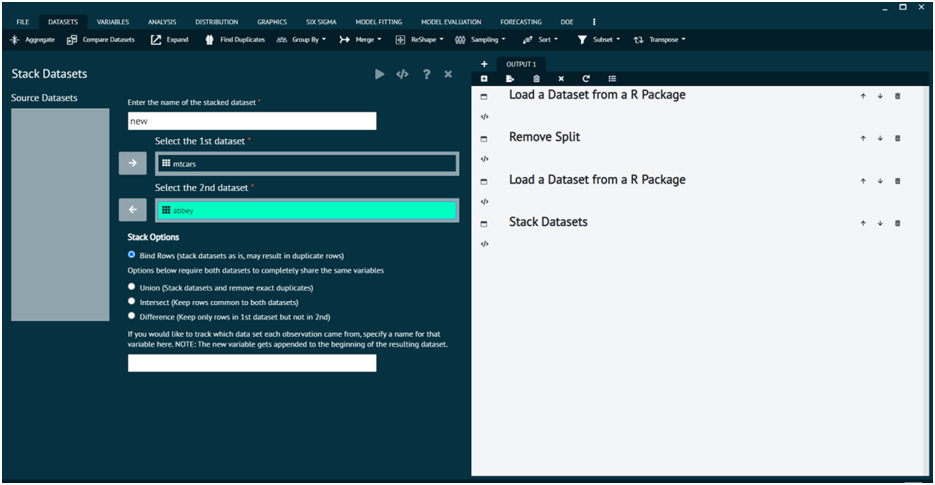 FILE DATASETS VARIABLES ANALYSIS DISTRIBUTION GRAPHICS SIX SIGMA MODEL FITTING MODEL EVALUATION FORECASTING DOE
Aggregate Compare Datasets Expand Find Duplicates Group By Merge ReShape Sampling Sort Subset Transpose
Stack Datasets
Source Datasets
Enter the name of the stacked dataset *
new
Select the 1st dataset *
mtcars
Select the 2nd dataset *
abbey
Stack Options
Bind Rows (stack datasets as is, may result in duplicate rows)
Options below require both datasets to completely share the same variables
Union (Stack datasets and remove exact duplicates)
Intersect (Keep rows common to both datasets)
Difference (Keep only rows in 1st dataset but not in 2nd)
If you would like to track which data set each observation came from, specify a name for that
variable here. NOTE: The new variable gets appended to the beginning of the resulting dataset.
OUTPUT 1
Load a Dataset from a R Package
Remove Split
Load a Dataset from a R Package
Stack Datasets